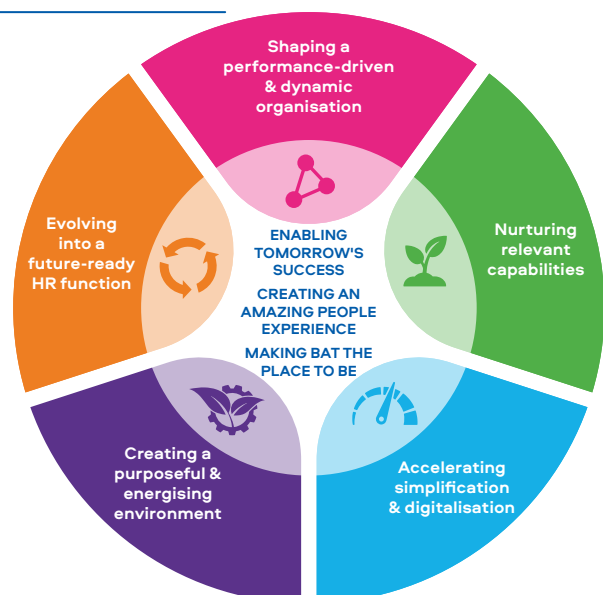 Shaping a
performance-driven
& dynamic
organisation
Nurturing
relevant
capabilities
Accelerating
simplification
& digitalisation
Creating a
purposeful &
energising
environment
Evolving
into a
future-ready
HR function
ENABLING
TOMORROW'S
SUCCESS
CREATING AN
AMAZING PEOPLE
EXPERIENCE
MAKING BAT THE
PLACE TO BE